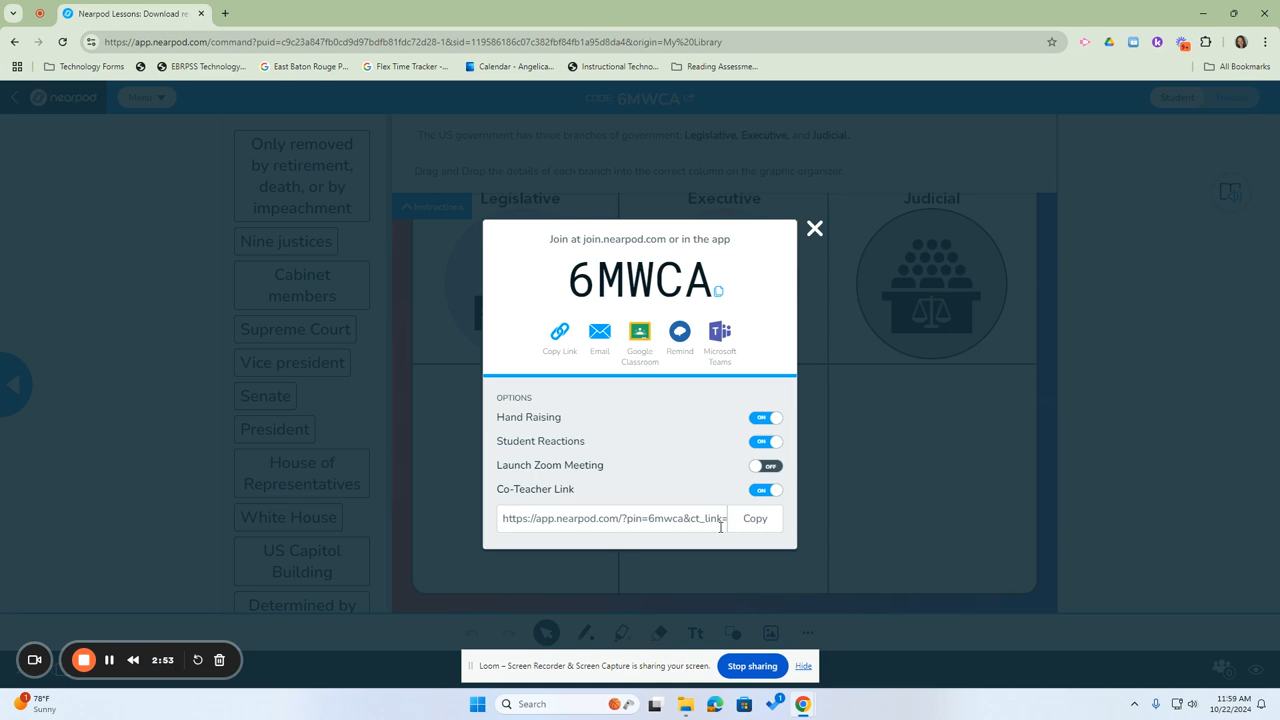 Nearpod Lessons: Download re
https://app.nearpod.com/command?puid=c9c23a847fb0cd9d97bdfb81fdc72d28-1&sid=119586186c07c382fbf84fb1a95d8da4&origin=My%20Library
Technology Forms
EBRPSS Technology...
East Baton Rouge P...
Flex Time Tracker -...
Calendar - Angelica...
Instructional Techno...
Reading Assessme...
All Bookmarks
nearpod
Menu
CODE: 6MWCA
Student
The US government has three branches of government: Legislative, Executive, and Judicial.
Drag and Drop the details of each branch into the correct column on the graphic organizer.
Instructions
Legislative
Executive
Judicial
Only removed
by retirement,
death, or by
impeachment
Nine justices
Cabinet
members
Supreme Court
Vice president
Senate
President
House of
Representatives
White House
US Capitol
Building
Determined by
Join at join.nearpod.com or in the app
6MWCA
Copy Link
Email
Google
Classroom
Remind
Microsoft
Teams
OPTIONS
Hand Raising
ON
Student Reactions
ON
Launch Zoom Meeting
OFF
Co-Teacher Link
ON
https://app.nearpod.com/?pin=6mwca&ct_link=
Copy
Tt
2:53
Loom – Screen Recorder & Screen Capture is sharing your screen.
Stop sharing
Hide
78°F
Sunny
Search
11:59 AM
10/22/2024